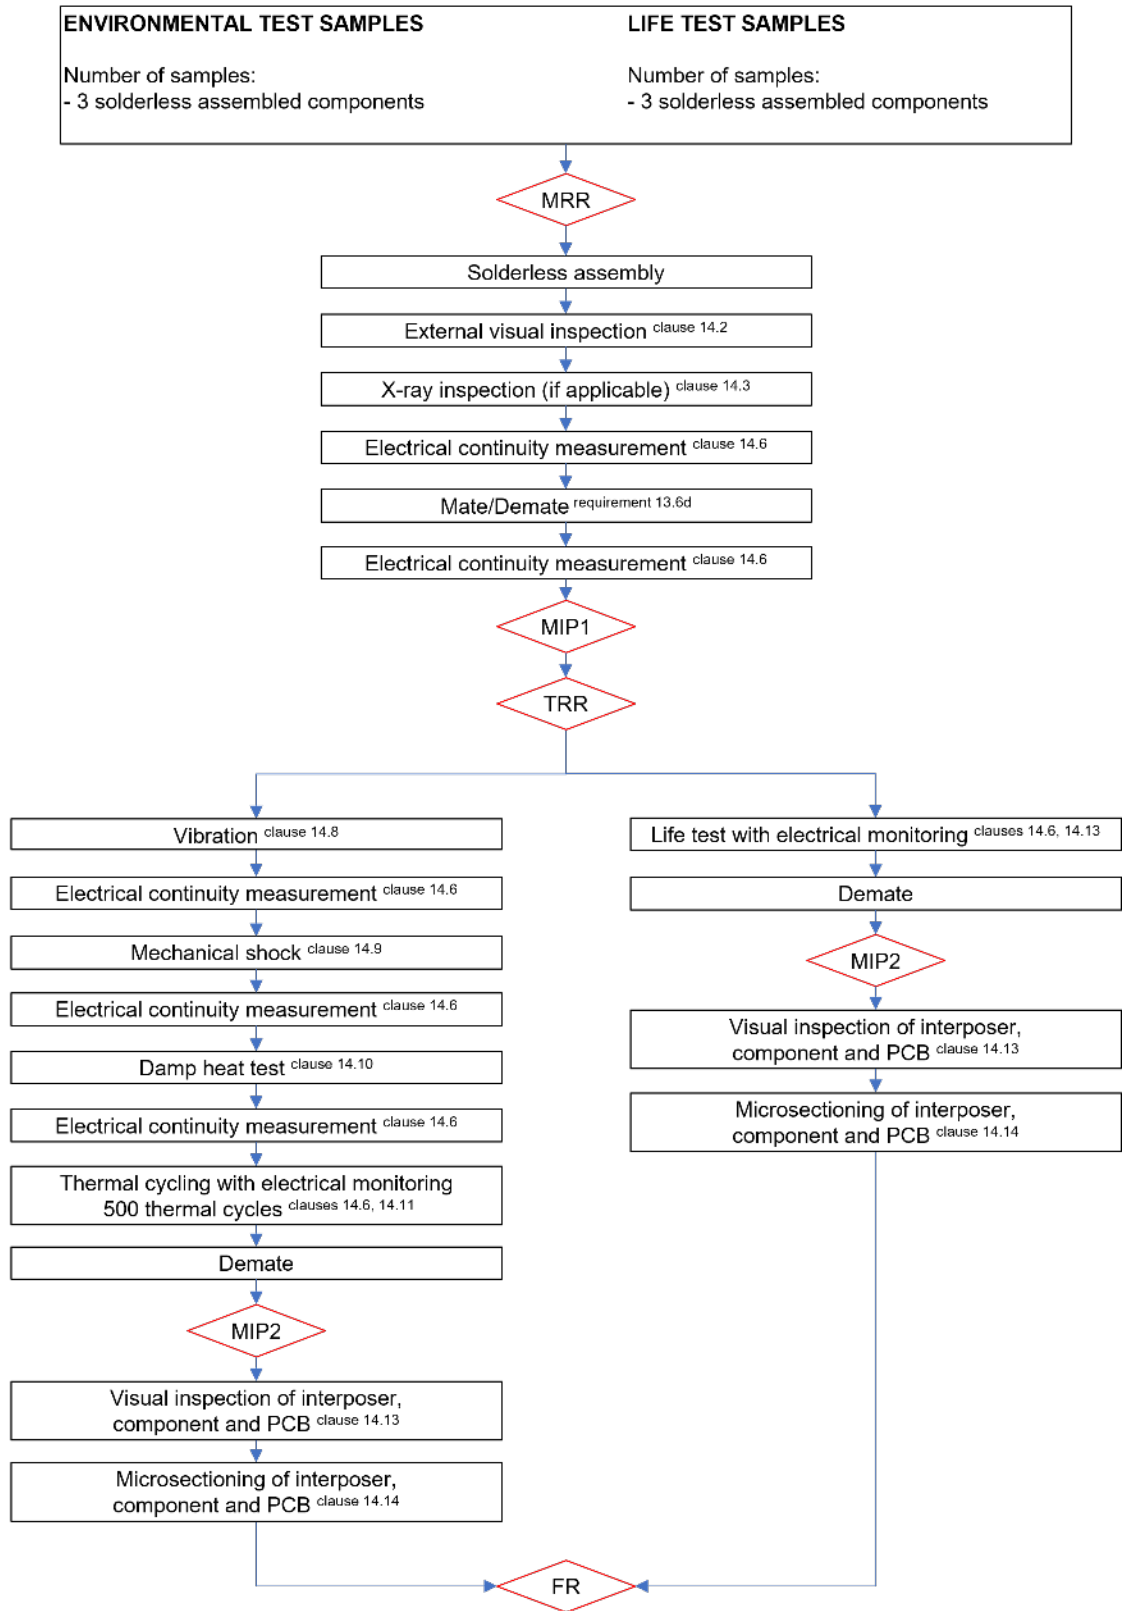 ENVIRONMENTAL TEST SAMPLES
Number of samples:
- 3 solderless assembled components
LIFE TEST SAMPLES
Number of samples:
- 3 solderless assembled components
MRR
Solderless assembly
External visual inspection clause 14.2
X-ray inspection (if applicable) clause 14.3
Electrical continuity measurement clause 14.6
Mate/Demate requirement 13.6d
Electrical continuity measurement clause 14.6
MIP1
TRR
Vibration clause 14.8
Electrical continuity measurement clause 14.6
Mechanical shock clause 14.9
Electrical continuity measurement clause 14.6
Damp heat test clause 14.10
Electrical continuity measurement clause 14.6
Thermal cycling with electrical monitoring
500 thermal cycles clauses 14.6, 14.11
Demate
MIP2
Visual inspection of interposer,
component and PCB clause 14.13
Microsectioning of interposer,
component and PCB clause 14.14
Life test with electrical monitoring clauses 14.6, 14.13
Demate
MIP2
Visual inspection of interposer,
component and PCB clause 14.13
Microsectioning of interposer,
component and PCB clause 14.14
FR